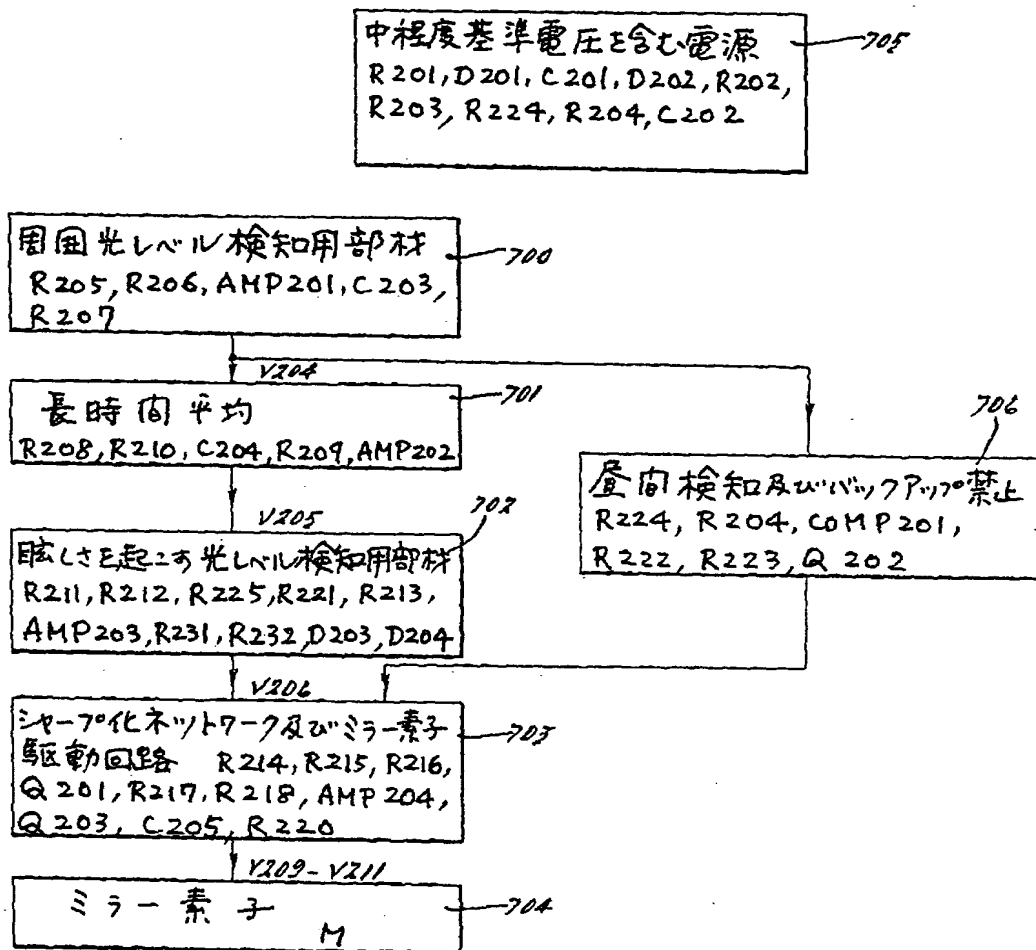 中程度基準電圧を含む電源
705
R201, D201, C201, D202, R202,
R203, R224, R204, C202
周囲光レベル検知用部材
700
R205, R206, AMP201, C203,
R207
V204
長時間平均
701
R208, R210, C204, R209, AMP202
V205
702
眩しさを起こす光レベル検知用部材
R211, R212, R225, R221, R213,
AMP203, R231, R232, D203, D204
706
昼間検知及びバックアップ禁止
R224, R204, COMP201,
R222, R223, Q202
V206
シャープ化ネットワーク及びミラー素子
703
駆動回路 R214, R215, R216,
Q201, R217, R218, AMP204,
Q203, C205, R220
V209-V211
ミラー素子
704
M